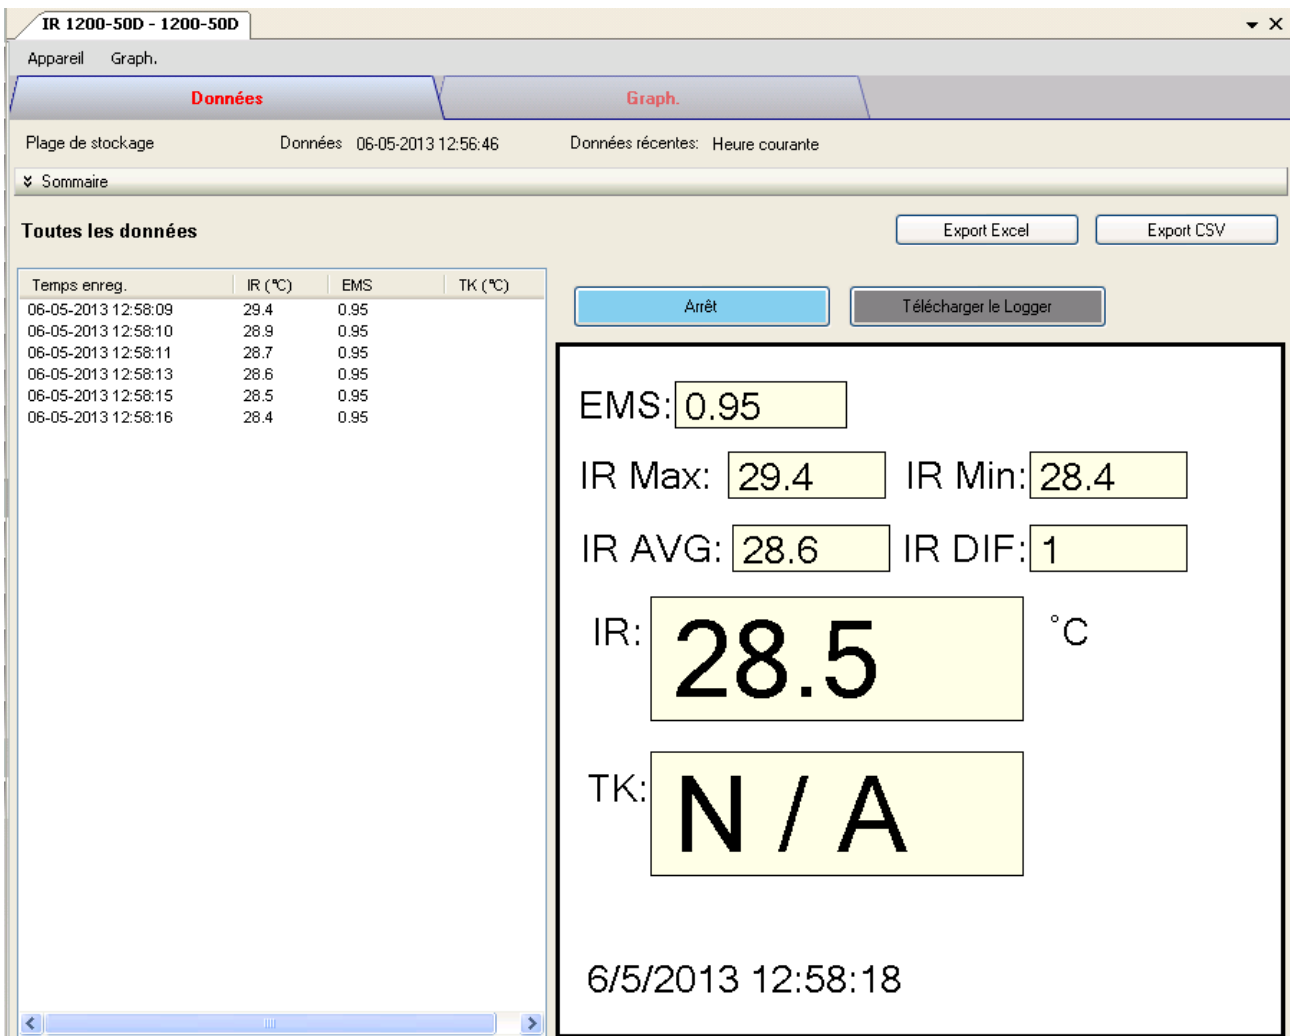 IR 1200-50D - 1200-50D
Appareil Graph.
Données Graph.
Plage de stockage Données 06-05-2013 12:56:46 Données récentes: Heure courante
Sommaire
Toutes les données Export Excel Export CSV
Temps enreg. IR (°C) EMS TK (°C)
06-05-2013 12:58:09 29.4 0.95
06-05-2013 12:58:10 28.9 0.95
06-05-2013 12:58:11 28.7 0.95
06-05-2013 12:58:13 28.6 0.95
06-05-2013 12:58:15 28.5 0.95
06-05-2013 12:58:16 28.4 0.95
Arrêt Télécharger le Logger
EMS: 0.95
IR Max: 29.4 IR Min: 28.4
IR AVG: 28.6 IR DIF: 1
IR: 28.5 °C
TK: N / A
6/5/2013 12:58:18